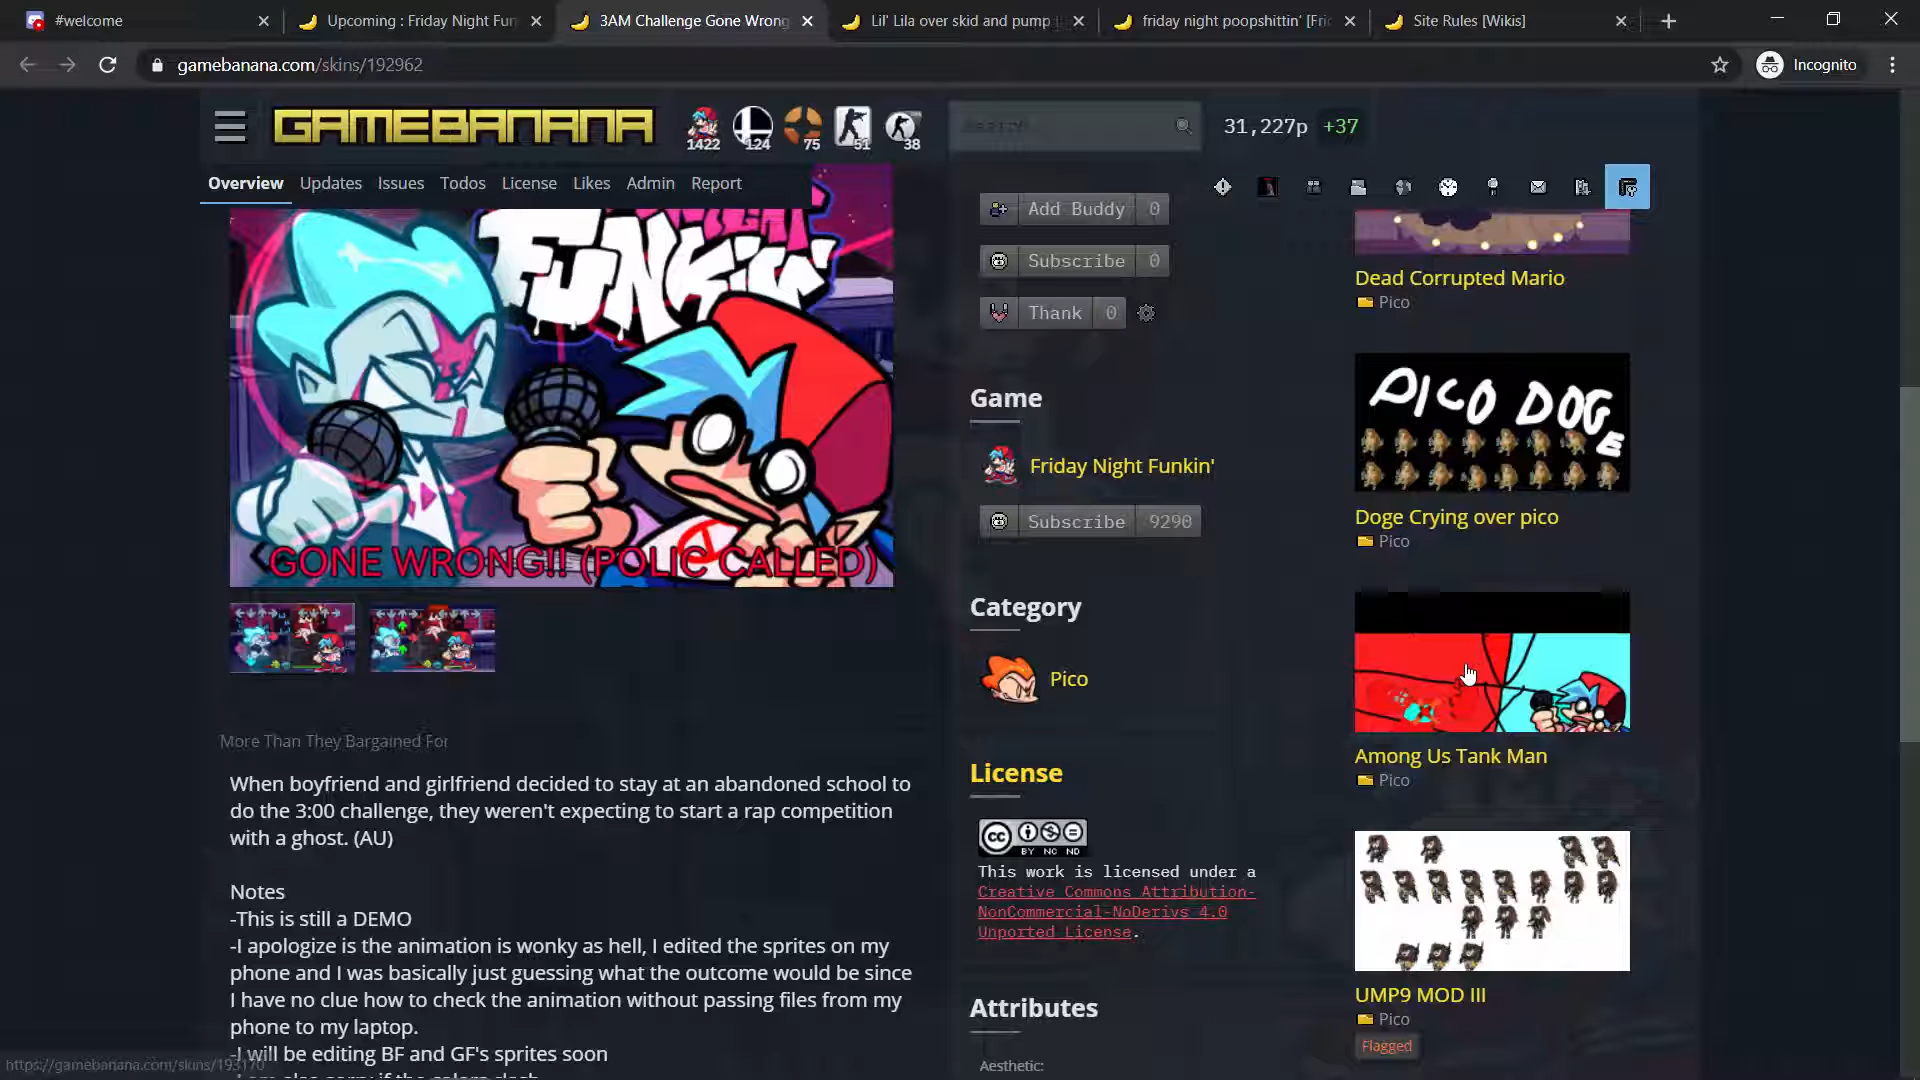 #welcome
Upcoming : Friday Night Fun
3AM Challenge Gone Wrong
Lil' Lila over skid and pump
friday night poopshittin' [Fri
Site Rules [Wikis]
gamebanana.com/skins/192962
Incognito
GAMEBANANA
1422
124
75
51
38
Search
31,227p +37
Overview
Updates
Issues
Todos
License
Likes
Admin
Report
FUNKIN'
GONE WRONG!! (POLIC CALLED)
More Than They Bargained For
When boyfriend and girlfriend decided to stay at an abandoned school to
do the 3:00 challenge, they weren't expecting to start a rap competition
with a ghost. (AU)
Notes
-This is still a DEMO
-I apologize is the animation is wonky as hell, I edited the sprites on my
phone and I was basically just guessing what the outcome would be since
I have no clue how to check the animation without passing files from my
phone to my laptop.
-I will be editing BF and GF's sprites soon
https://gamebanana.com/skins/193170
Add Buddy 0
Subscribe 0
Thank 0
Game
Friday Night Funkin'
Subscribe 9290
Category
Pico
License
CC BY NC ND
This work is licensed under a
Creative Commons Attribution-
NonCommercial-NoDerivs 4.0
Unported License.
Attributes
Aesthetic:
Dead Corrupted Mario
Pico
PICO DOGE
Doge Crying over pico
Pico
Among Us Tank Man
Pico
UMP9 MOD III
Pico
Flagged